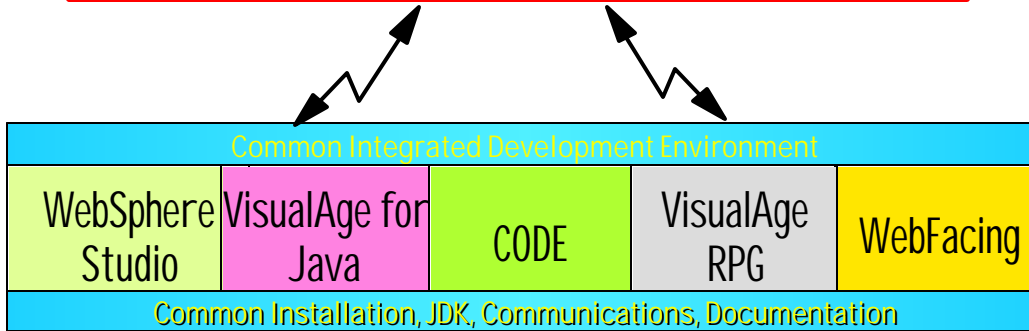 Common Integrated Development Environment
WebSphere
Studio
VisualAge for
Java
CODE
VisualAge
RPG
WebFacing
Common Installation, JDK, Communications, Documentation